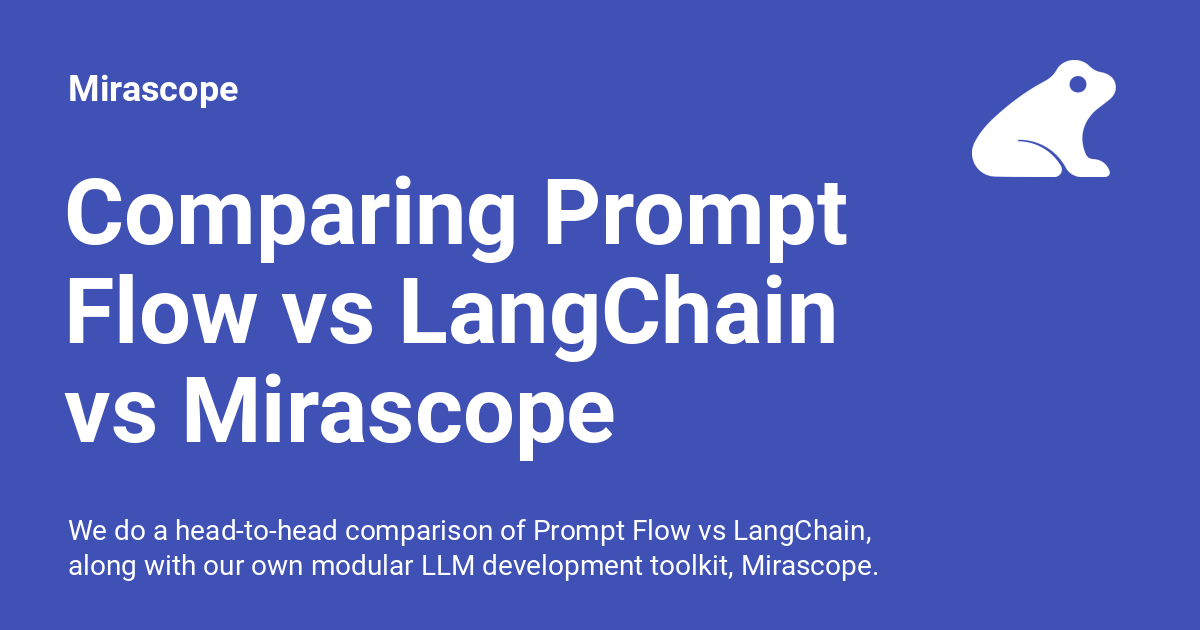 Mirascope
Comparing Prompt
Flow vs LangChain
vs Mirascope
We do a head-to-head comparison of Prompt Flow vs LangChain,
along with our own modular LLM development toolkit, Mirascope.